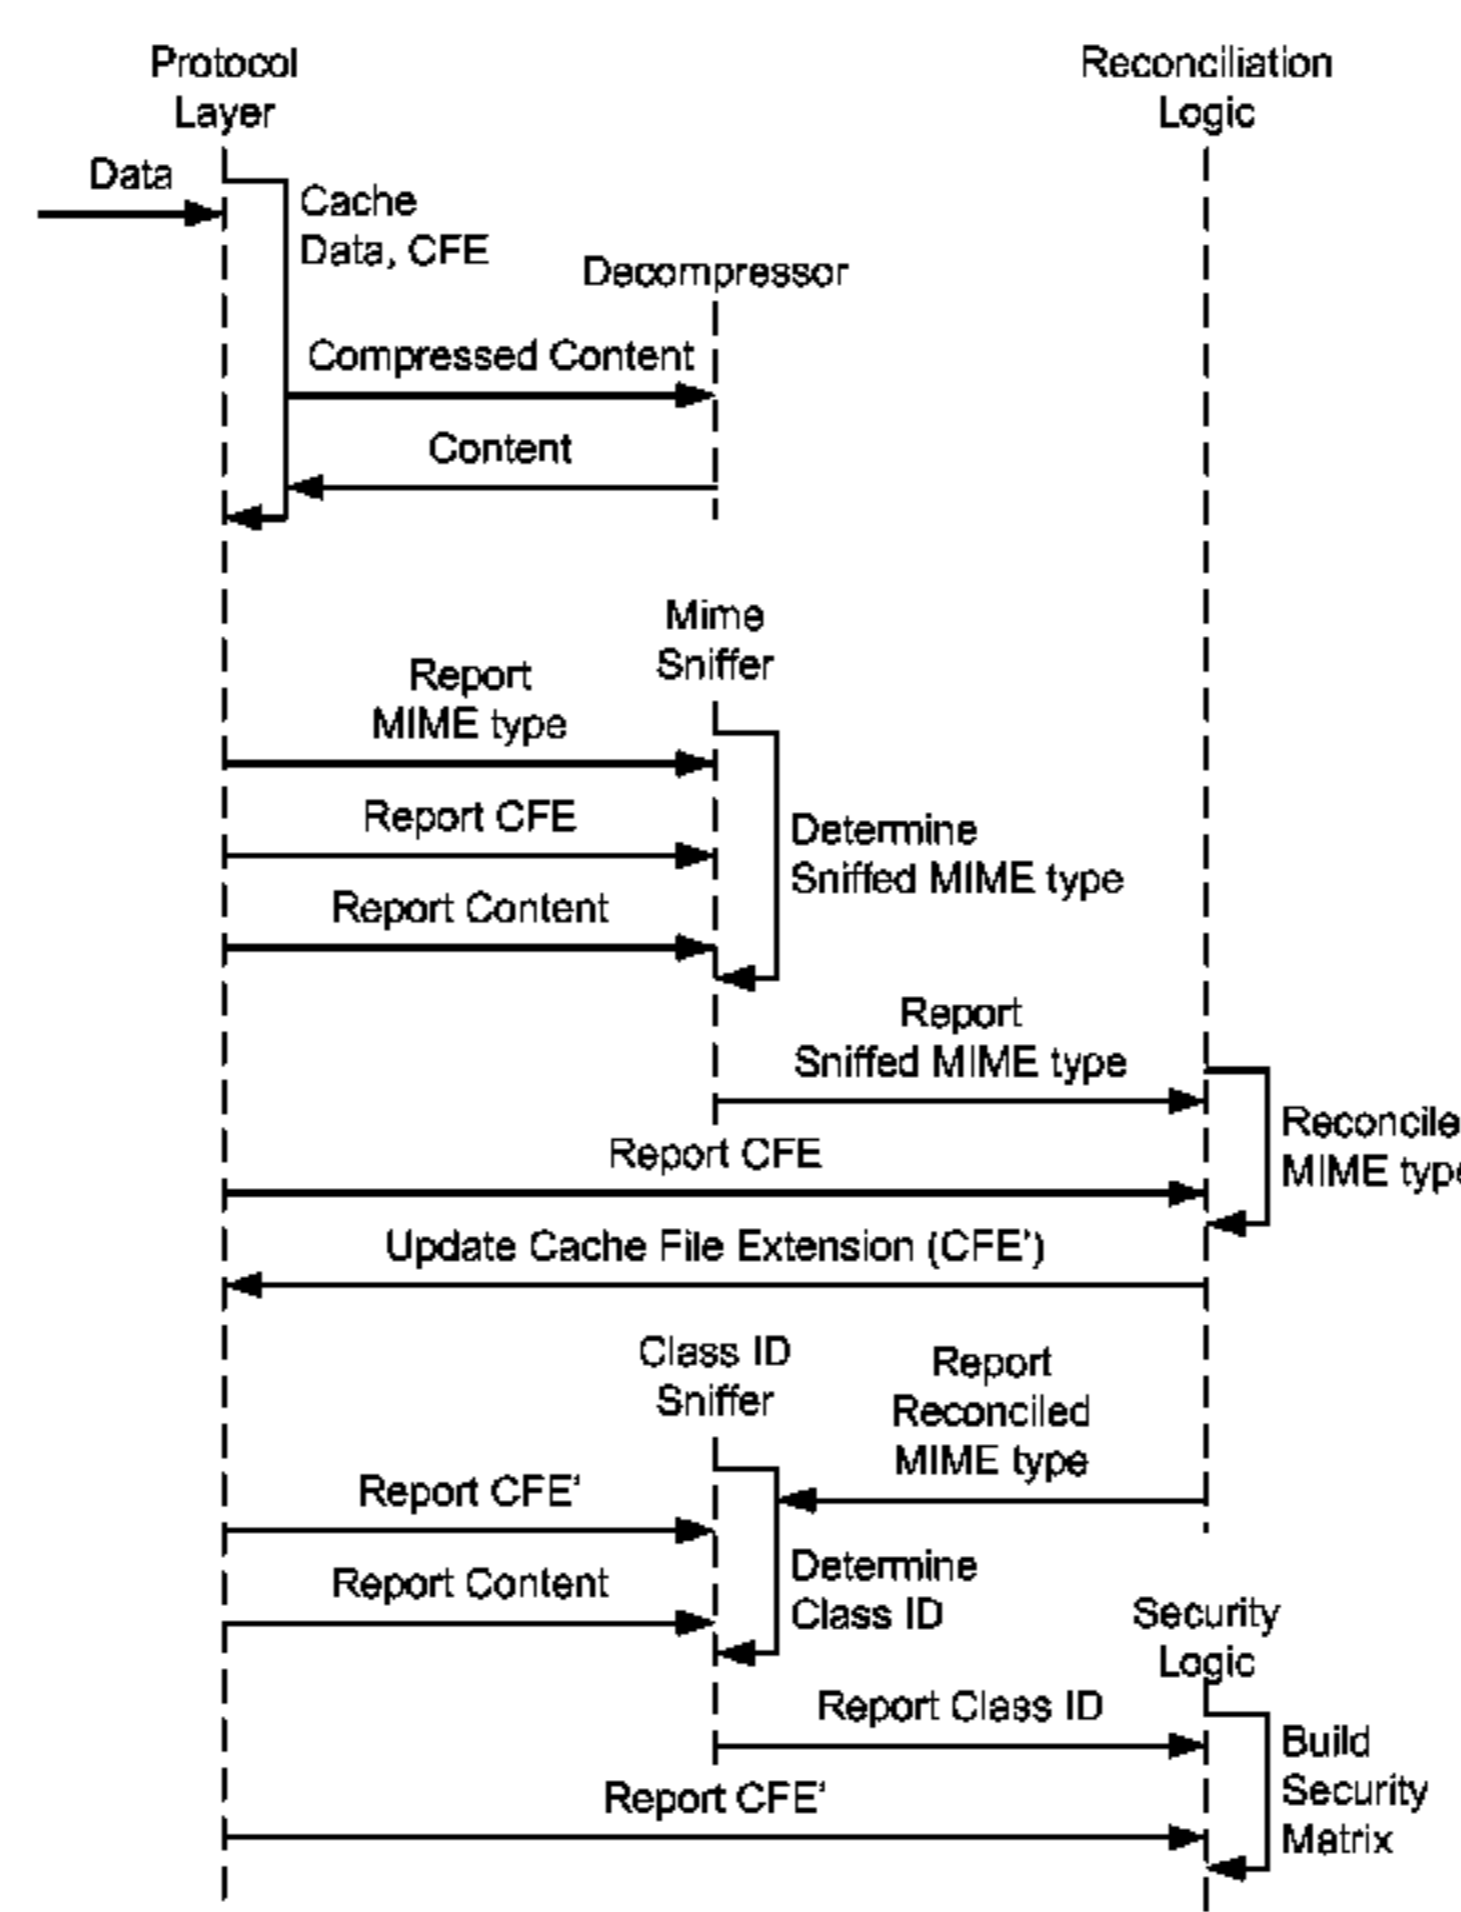 Protocol
Layer
Reconciliation
Logic
Data
Cache
Data, CFE
Decompressor
Compressed Content
Content
Mime
Sniffer
Report
MIME type
Report CFE
Determine
Sniffed MIME type
Report Content
Report
Sniffed MIME type
Reconcile
MIME type
Report CFE
Update Cache File Extension (CFE')
Class ID
Sniffer
Report
Reconciled
MIME type
Report CFE'
Determine
Class ID
Report Content
Security
Logic
Report Class ID
Build
Security
Matrix
Report CFE'